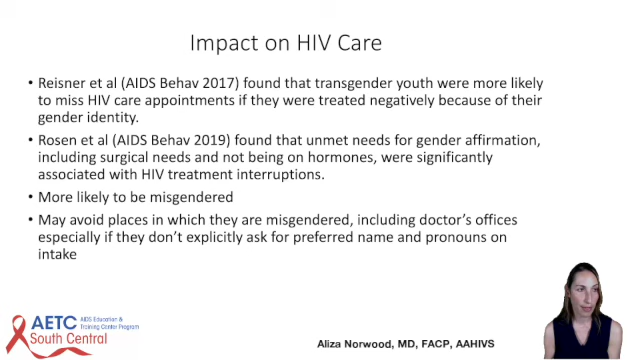 Impact on HIV Care
• Reisner et al (AIDS Behav 2017) found that transgender youth were more likely
to miss HIV care appointments if they were treated negatively because of their
gender identity.
• Rosen et al (AIDS Behav 2019) found that unmet needs for gender affirmation,
including surgical needs and not being on hormones, were significantly
associated with HIV treatment interruptions.
• More likely to be misgendered
• May avoid places in which they are misgendered, including doctor's offices
especially if they don't explicitly ask for preferred name and pronouns on
intake
AETC AIDS Education &
Training Center Program
South Central
Aliza Norwood, MD, FACP, AAHIVS